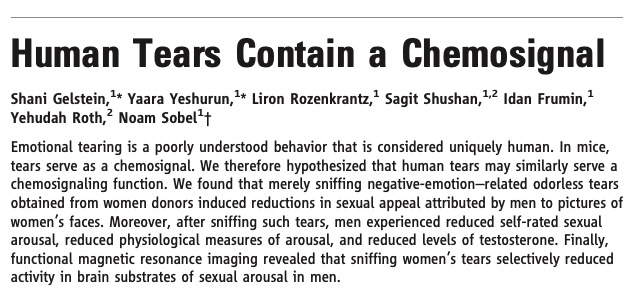 Human Tears Contain a Chemosignal
Shani Gelstein,1* Yaara Yeshurun,1* Liron Rozenkrantz,1 Sagit Shushan,1,2 Idan Frumin,1
Yehudah Roth,2 Noam Sobel1†
Emotional tearing is a poorly understood behavior that is considered uniquely human. In mice,
tears serve as a chemosignal. We therefore hypothesized that human tears may similarly serve a
chemosignaling function. We found that merely sniffing negative-emotion–related odorless tears
obtained from women donors induced reductions in sexual appeal attributed by men to pictures of
women's faces. Moreover, after sniffing such tears, men experienced reduced self-rated sexual
arousal, reduced physiological measures of arousal, and reduced levels of testosterone. Finally,
functional magnetic resonance imaging revealed that sniffing women's tears selectively reduced
activity in brain substrates of sexual arousal in men.